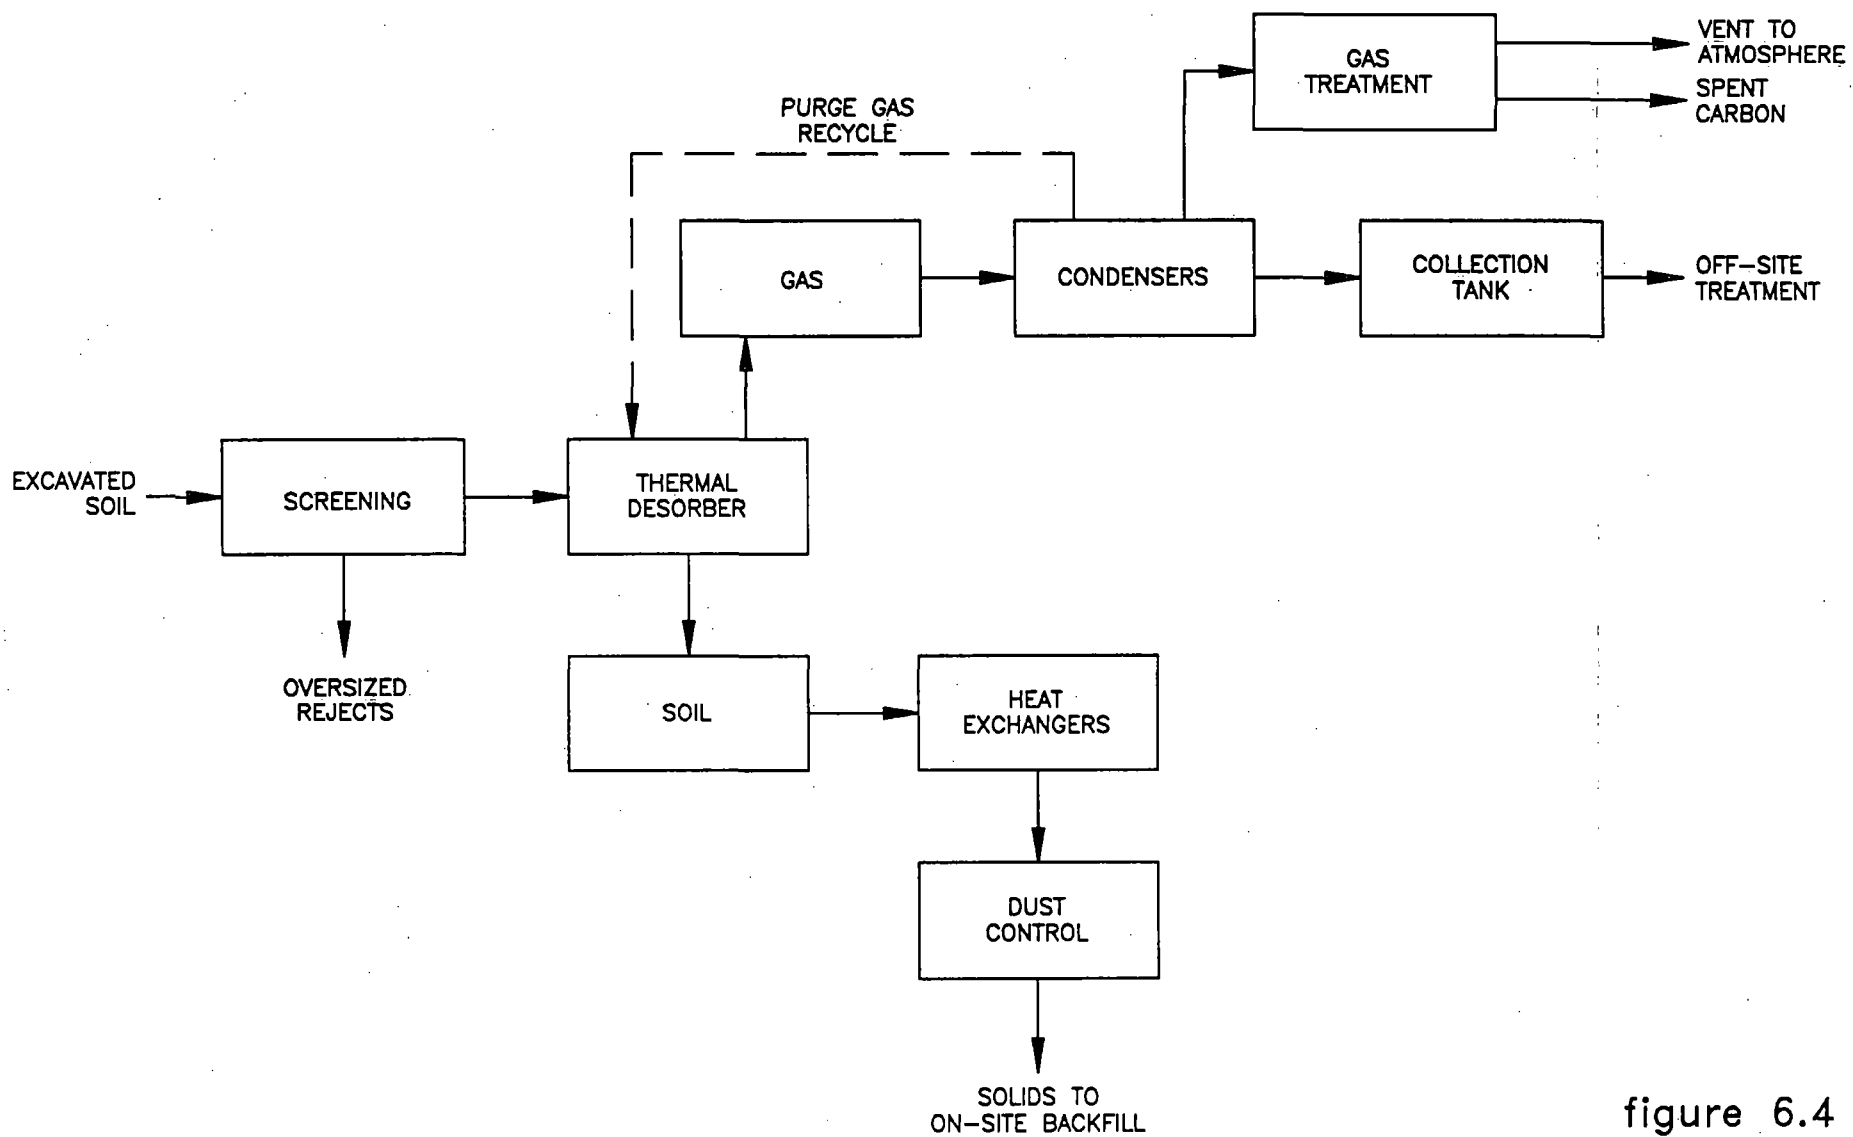 VENT TO
ATMOSPHERE
GAS
TREATMENT
SPENT
CARBON
PURGE GAS
RECYCLE
GAS
CONDENSERS
COLLECTION
TANK
OFF-SITE
TREATMENT
EXCAVATED
SOIL
SCREENING
THERMAL
DESORBER
OVERSIZED
REJECTS
SOIL
HEAT
EXCHANGERS
DUST
CONTROL
SOLIDS TO
ON-SITE BACKFILL
figure 6.4